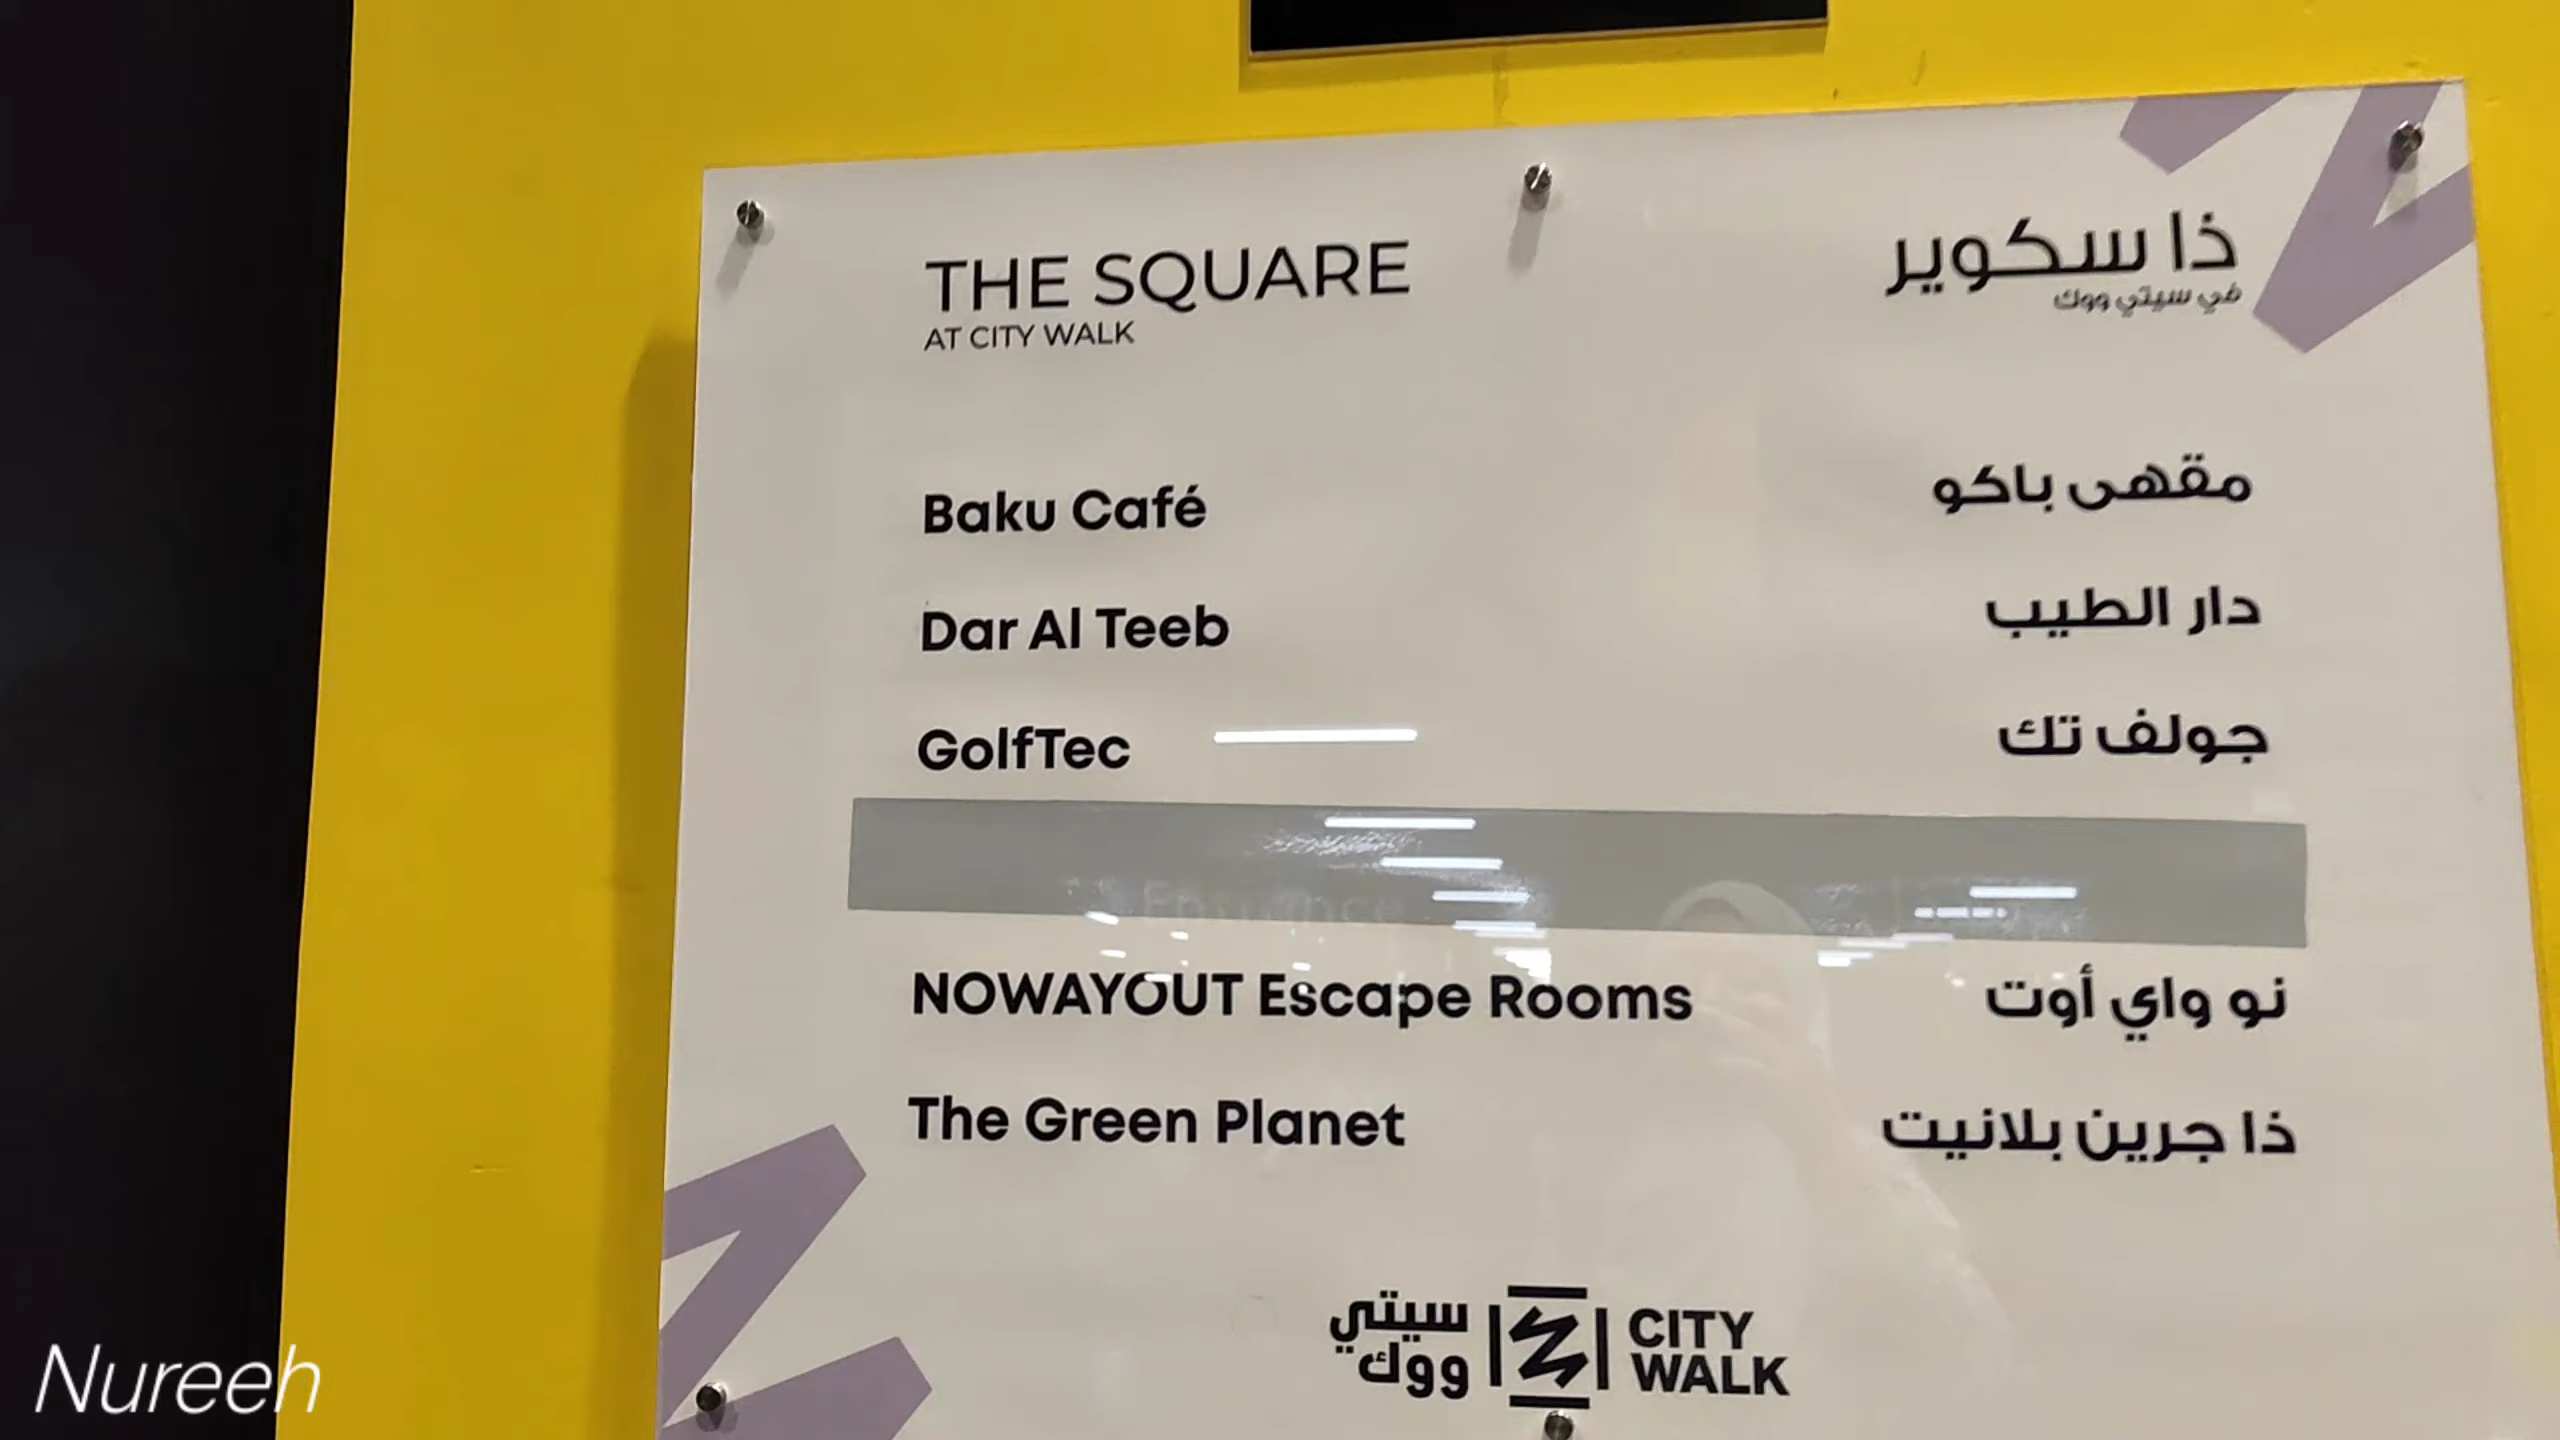 THE SQUARE
AT CITY WALK
ذا سكوير
في سيتي ووك
Baku Café
مقهى باكو
Dar Al Teeb
دار الطيب
GolfTec
جولف تك
Entrance
NOWAYOUT Escape Rooms
نو واي أوت
The Green Planet
ذا جرين بلانيت
سيتي
ووك
CITY
WALK
Nureeh